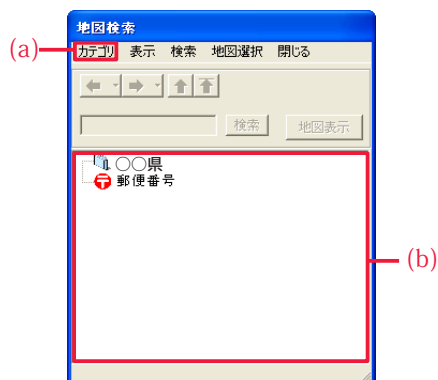 地図検索
(a)
カテゴリ 表示 検索 地図選択 閉じる
検索 地図表示
○○県
郵便番号
(b)